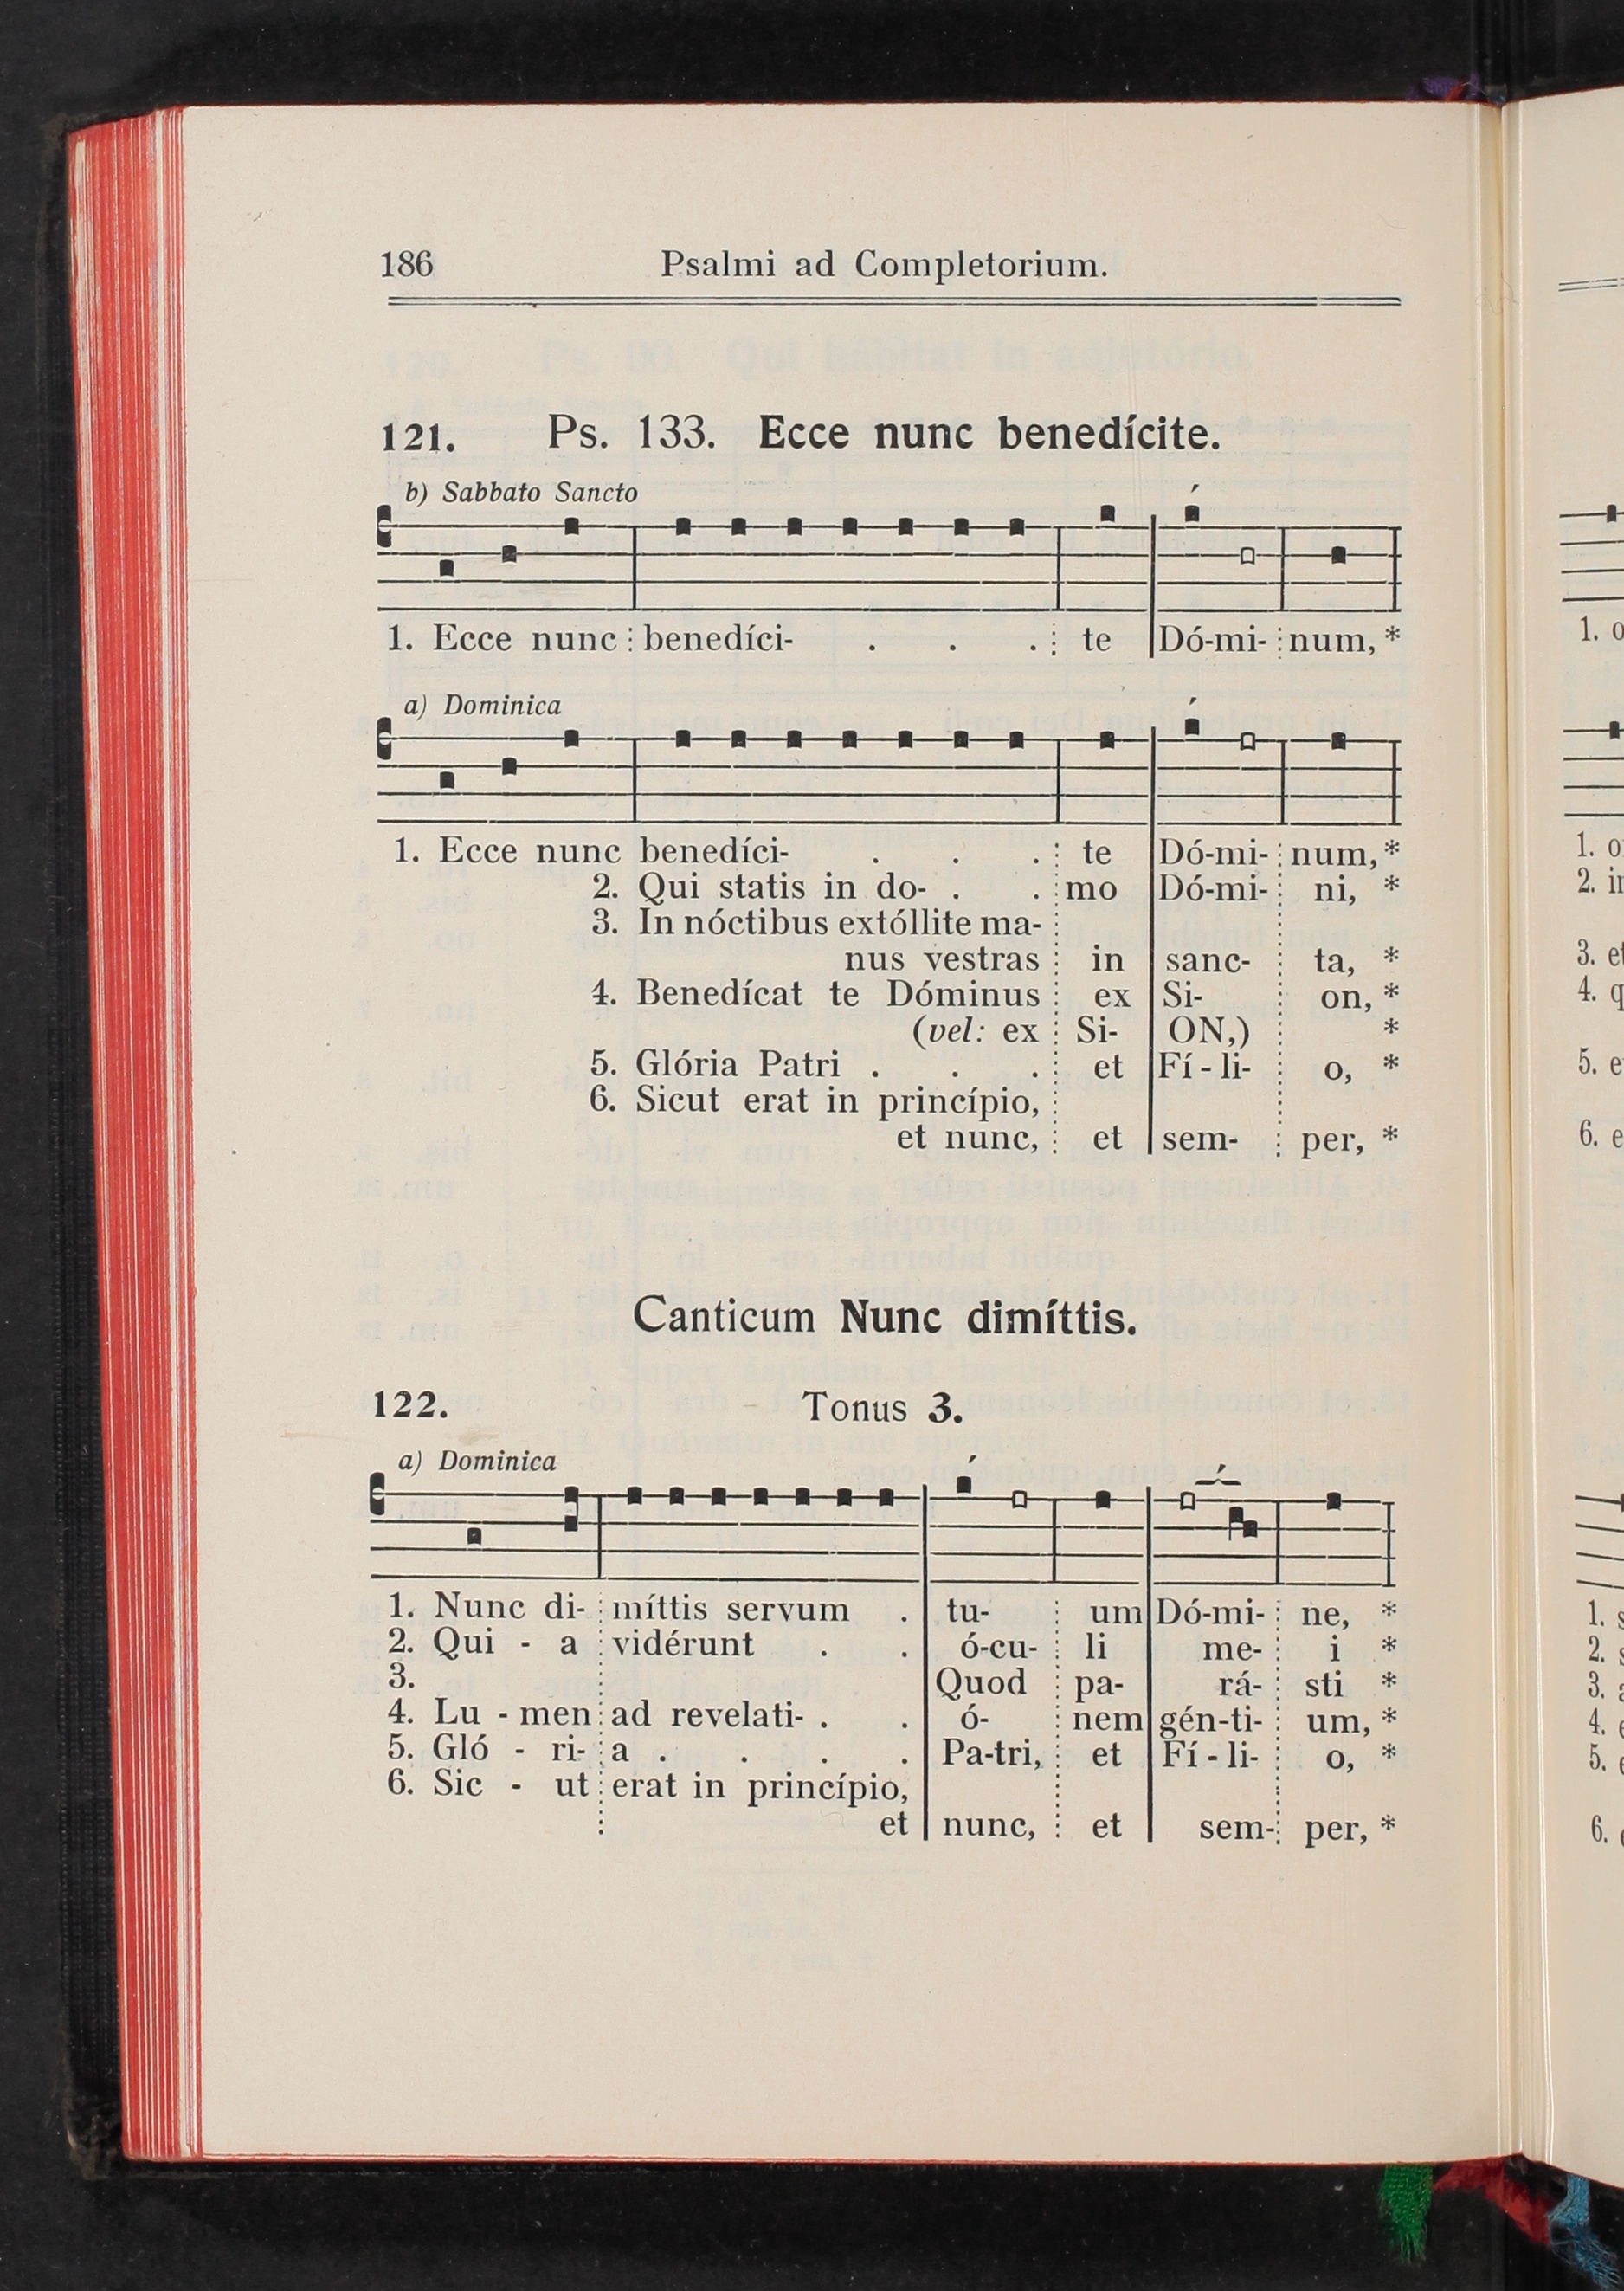 186 Psalmi ad Completorium.
121. Ps. 133. Ecce nunc benedícite.
b) Sabbato Sancto
1. Ecce nunc benedíci- . . . te Dó-mi- num, *
1. o
a) Dominica
1. Ecce nunc benedíci- . . . te Dó-mi- num, *
2. Qui statis in do- . . mo Dó-mi- ni, *
3. In nóctibus extóllite ma-
nus vestras in sanc- ta, *
4. Benedícat te Dóminus ex Si- on, *
(vel: ex Si- ON,) *
5. Glória Patri . . . et Fí-li- o, *
6. Sicut erat in princípio,
et nunc, et sem- per, *
Canticum Nunc dimíttis.
122. Tonus 3.
a) Dominica
1. Nunc di- míttis servum . tu- um Dó-mi- ne, *
2. Qui - a vidérunt . . ó-cu- li me- i *
3. Quod pa- rá- sti *
4. Lu - men ad revelati- . . ó- nem gén-ti- um, *
5. Gló - ri- a . . . . Pa-tri, et Fí-li- o, *
6. Sic - ut erat in princípio,
et nunc, et sem- per, *